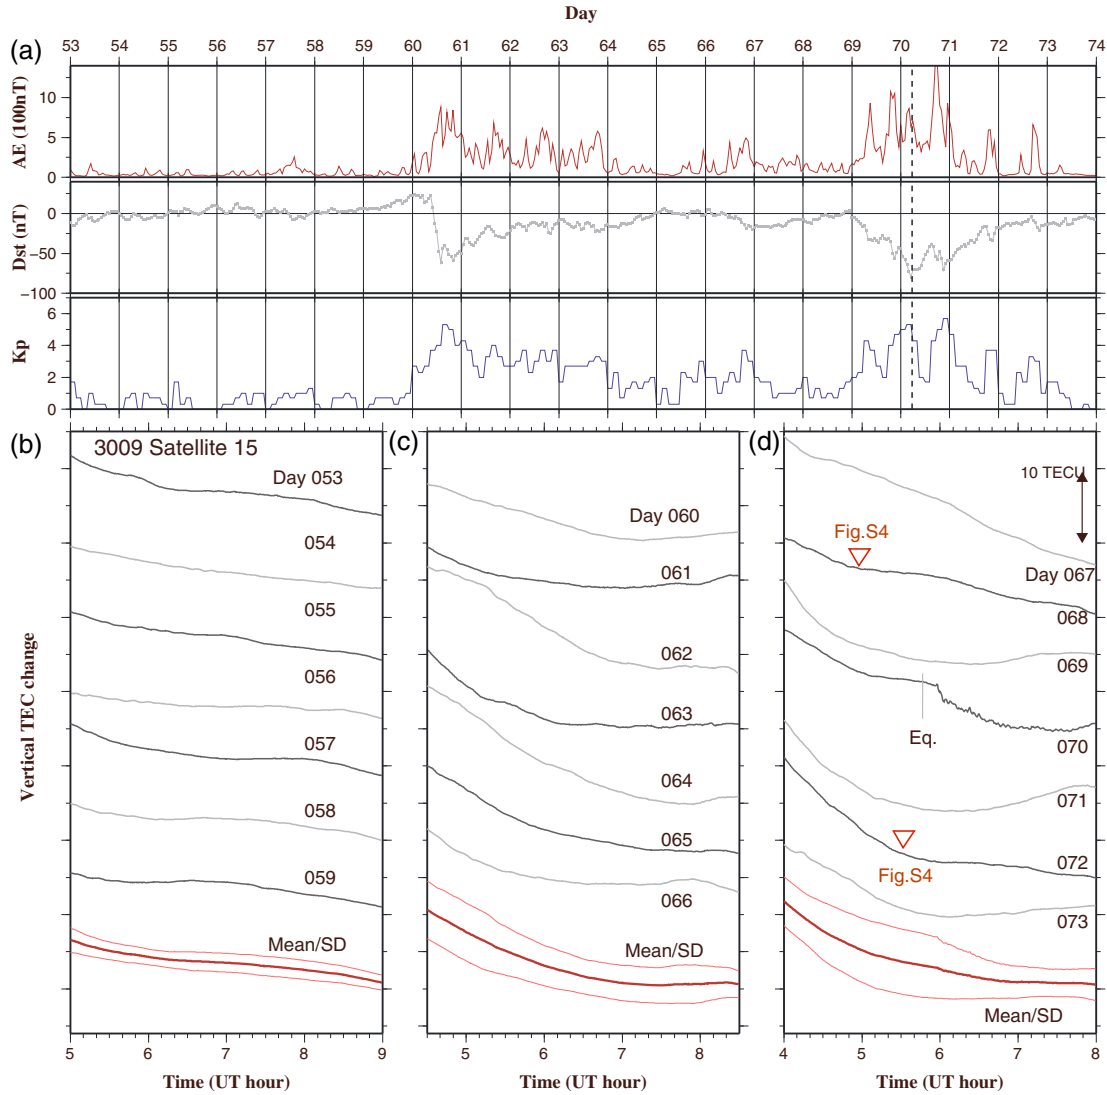 Day
(a)
53 54 55 56 57 58 59 60 61 62 63 64 65 66 67 68 69 70 71 72 73 74
AE (100nT)
10
5
0
Dst (nT)
0
−50
−100
Kp
6
4
2
0
(b)
3009 Satellite 15
Day 053
054
055
056
057
058
059
Mean/SD
Vertical TEC change
5 6 7 8 9
Time (UT hour)
(c)
Day 060
061
062
063
064
065
066
Mean/SD
5 6 7 8
Time (UT hour)
(d)
10 TECU
Fig.S4
Day 067
068
069
Eq.
070
071
072
Fig.S4
073
Mean/SD
4 5 6 7 8
Time (UT hour)